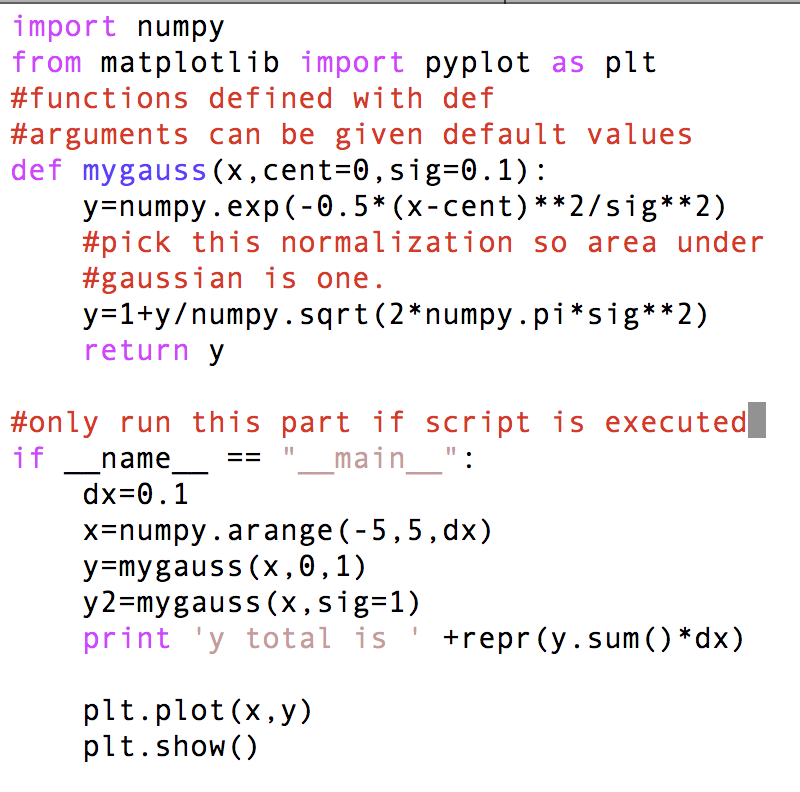 import numpy
from matplotlib import pyplot as plt
#functions defined with def
#arguments can be given default values
def mygauss(x,cent=0,sig=0.1):
    y=numpy.exp(-0.5*(x-cent)**2/sig**2)
    #pick this normalization so area under
    #gaussian is one.
    y=1+y/numpy.sqrt(2*numpy.pi*sig**2)
    return y

#only run this part if script is executed
if __name__ == "__main__":
    dx=0.1
    x=numpy.arange(-5,5,dx)
    y=mygauss(x,0,1)
    y2=mygauss(x,sig=1)
    print 'y total is ' +repr(y.sum()*dx)

    plt.plot(x,y)
    plt.show()